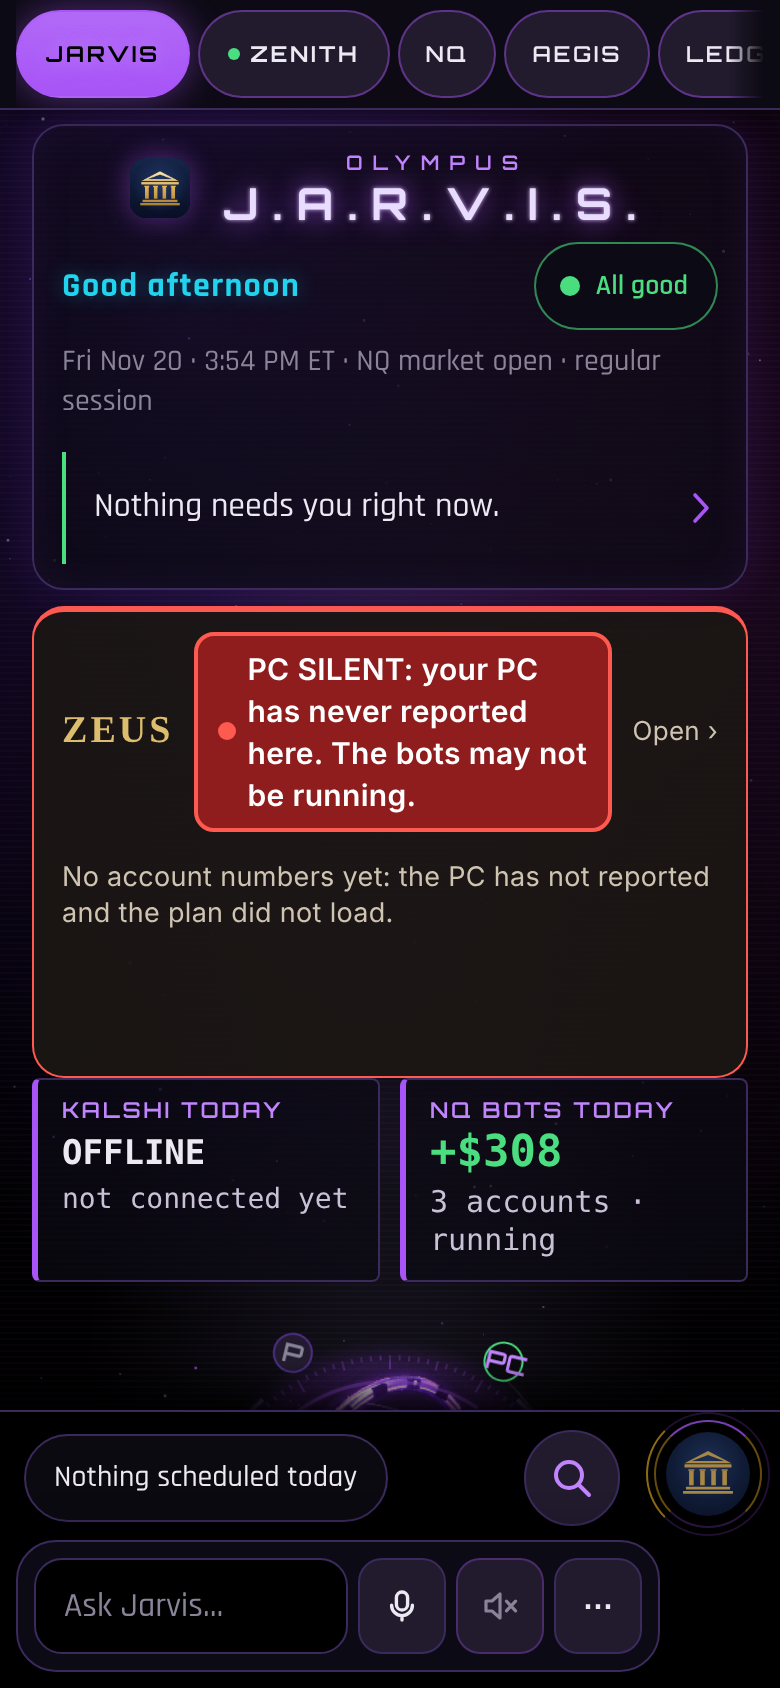 JARVIS
ZENITH
NQ
AEGIS
LEDG
OLYMPUS
J.A.R.V.I.S.
Good afternoon
All good
Fri Nov 20 · 3:54 PM ET · NQ market open · regular
session
Nothing needs you right now.
ZEUS
PC SILENT: your PC
has never reported
here. The bots may not
be running.
Open ›
No account numbers yet: the PC has not reported
and the plan did not load.
KALSHI TODAY
OFFLINE
not connected yet
NQ BOTS TODAY
+$308
3 accounts ·
running
P
PC
Nothing scheduled today
Ask Jarvis...